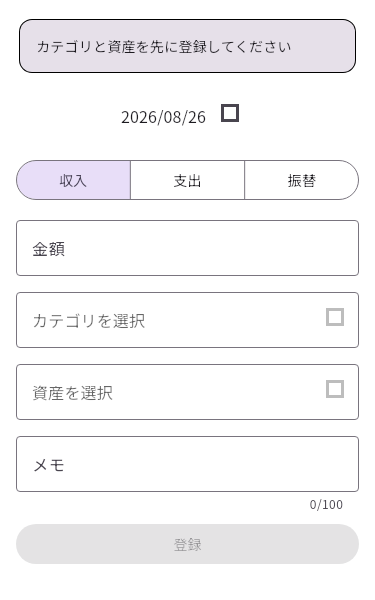 カテゴリと資産を先に登録してください
2026/08/26
収入
支出
振替
金額
カテゴリを選択
資産を選択
メモ
0/100
登録